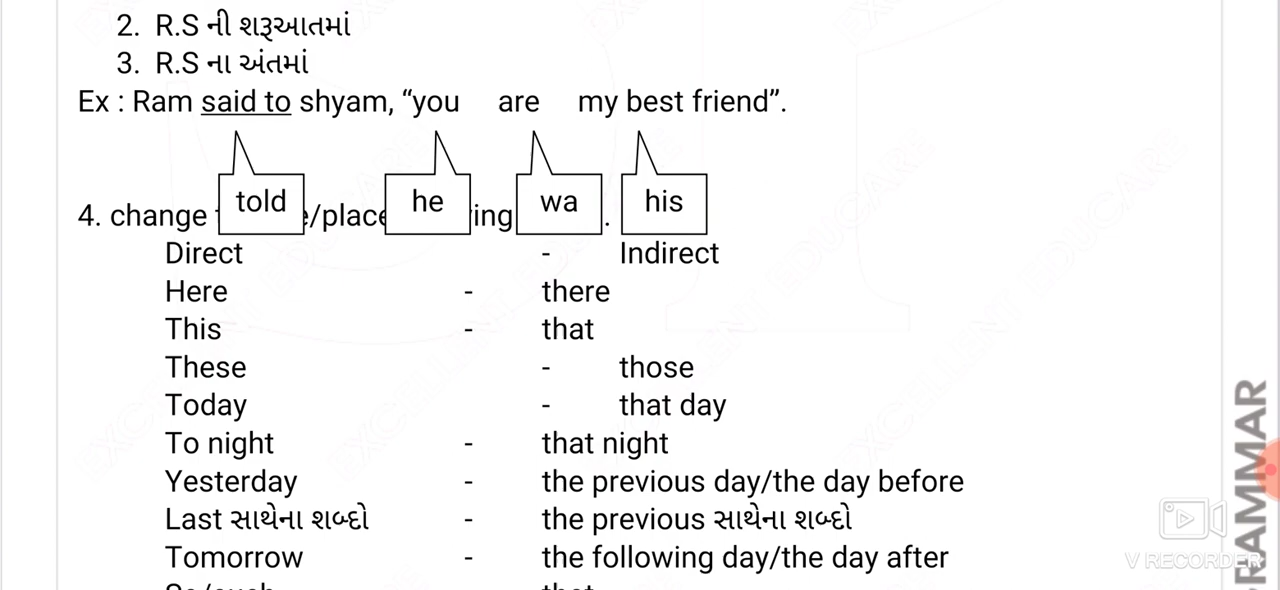 2. R.S ની શરૂઆતમાં
3. R.S ના અંતમાં
Ex : Ram said to shyam, “you are my best friend”.
told he wa his
4. change /place ing .
Direct - Indirect
Here - there
This - that
These - those
Today - that day
To night - that night
Yesterday - the previous day/the day before
Last સાથેના શબ્દો - the previous સાથેના શબ્દો
Tomorrow - the following day/the day after
RAMMAR
V RECORDER
EXCELLENT EDUCARE